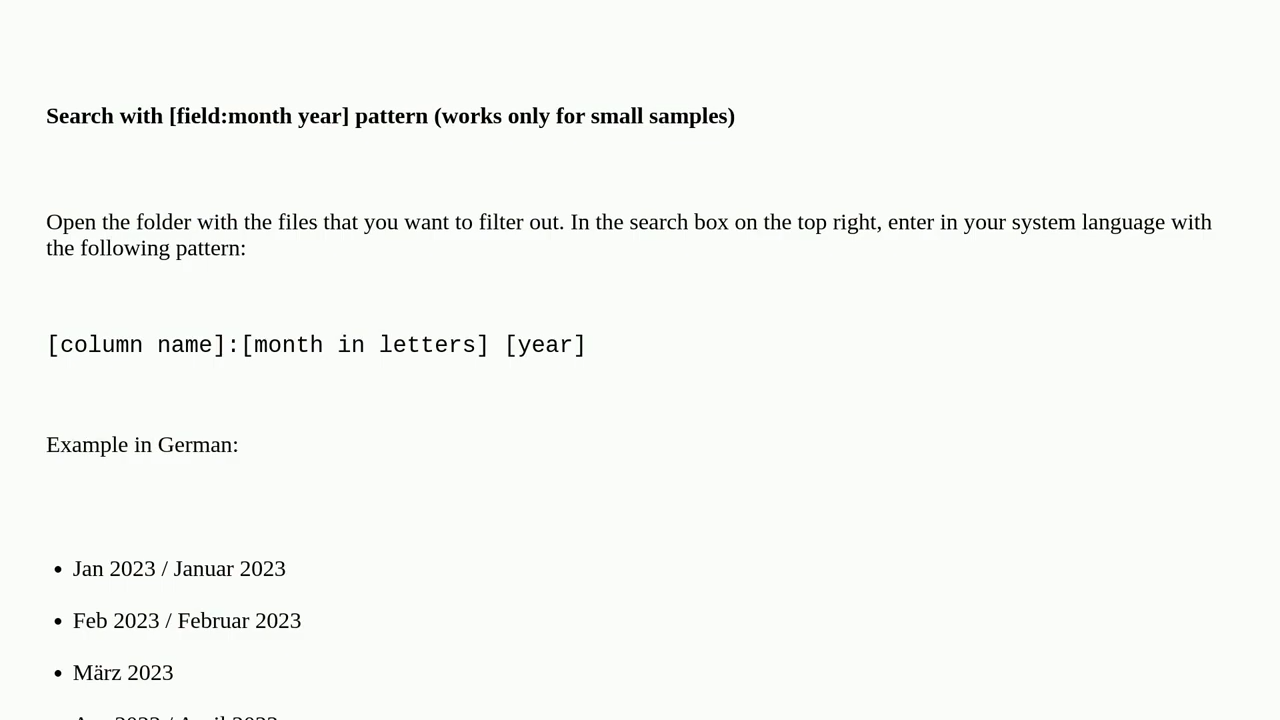 Search with [field:month year] pattern (works only for small samples)
Open the folder with the files that you want to filter out. In the search box on the top right, enter in your system language with
the following pattern:
[column name]:[month in letters] [year]
Example in German:
• Jan 2023 / Januar 2023
• Feb 2023 / Februar 2023
• März 2023